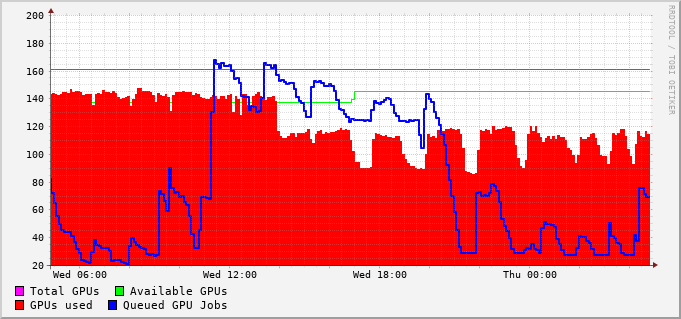 RRDTOOL / TOBI OETIKER
200
180
160
140
120
100
80
60
40
20
Wed 06:00 Wed 12:00 Wed 18:00 Thu 00:00
Total GPUs Available GPUs
GPUs used Queued GPU Jobs